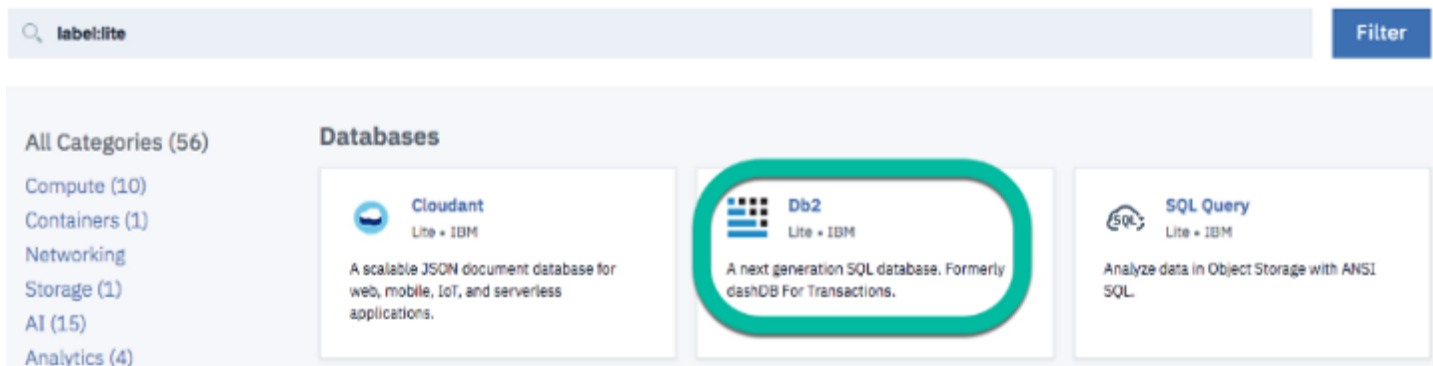 label:lite
Filter
All Categories (56)
Compute (10)
Containers (1)
Networking
Storage (1)
AI (15)
Analytics (4)
Databases
Cloudant
Lite • IBM
A scalable JSON document database for
web, mobile, IoT, and serverless
applications.
Db2
Lite • IBM
A next generation SQL database. Formerly
dashDB For Transactions.
SQL
SQL Query
Lite • IBM
Analyze data in Object Storage with ANSI
SQL.